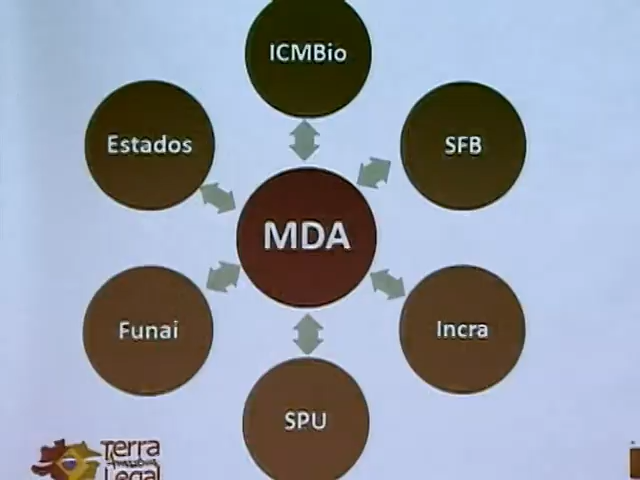 ICMBio
Estados
SFB
MDA
Funai
Incra
SPU
Terra
Legal